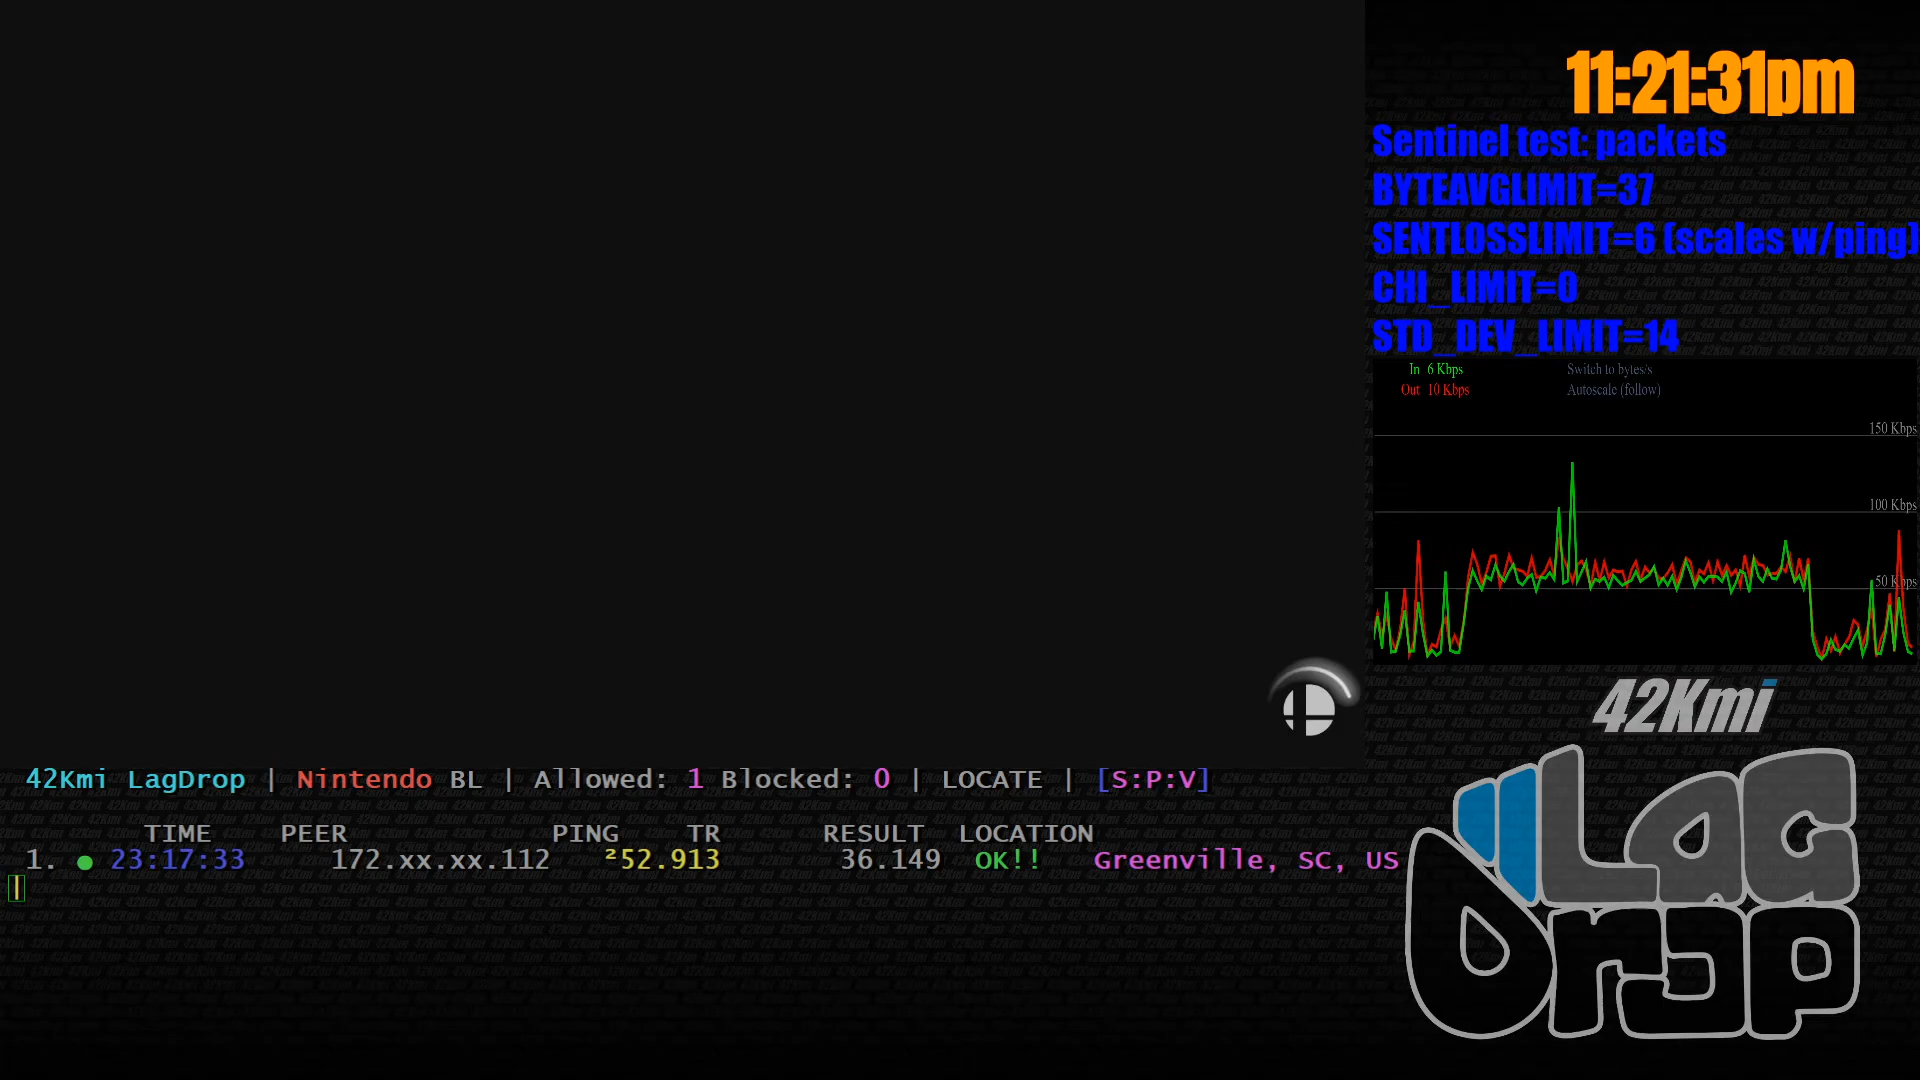 11:21:31pm
Sentinel test: packets
BYTEAVGLIMIT=37
SENTLOSSLIMIT=6 (scales w/ping)
CHI_LIMIT=0
STD_DEV_LIMIT=14
In 6 Kbps Switch to bytes/s
Out 10 Kbps Autoscale (follow)
150 Kbps
100 Kbps
50 Kbps
42Kmi
LagDrop
42Kmi LagDrop | Nintendo BL | Allowed: 1 Blocked: 0 | LOCATE | [S:P:V]
TIME PEER PING TR RESULT LOCATION
1. ● 23:17:33 172.xx.xx.112 ²52.913 36.149 OK!! Greenville, SC, US